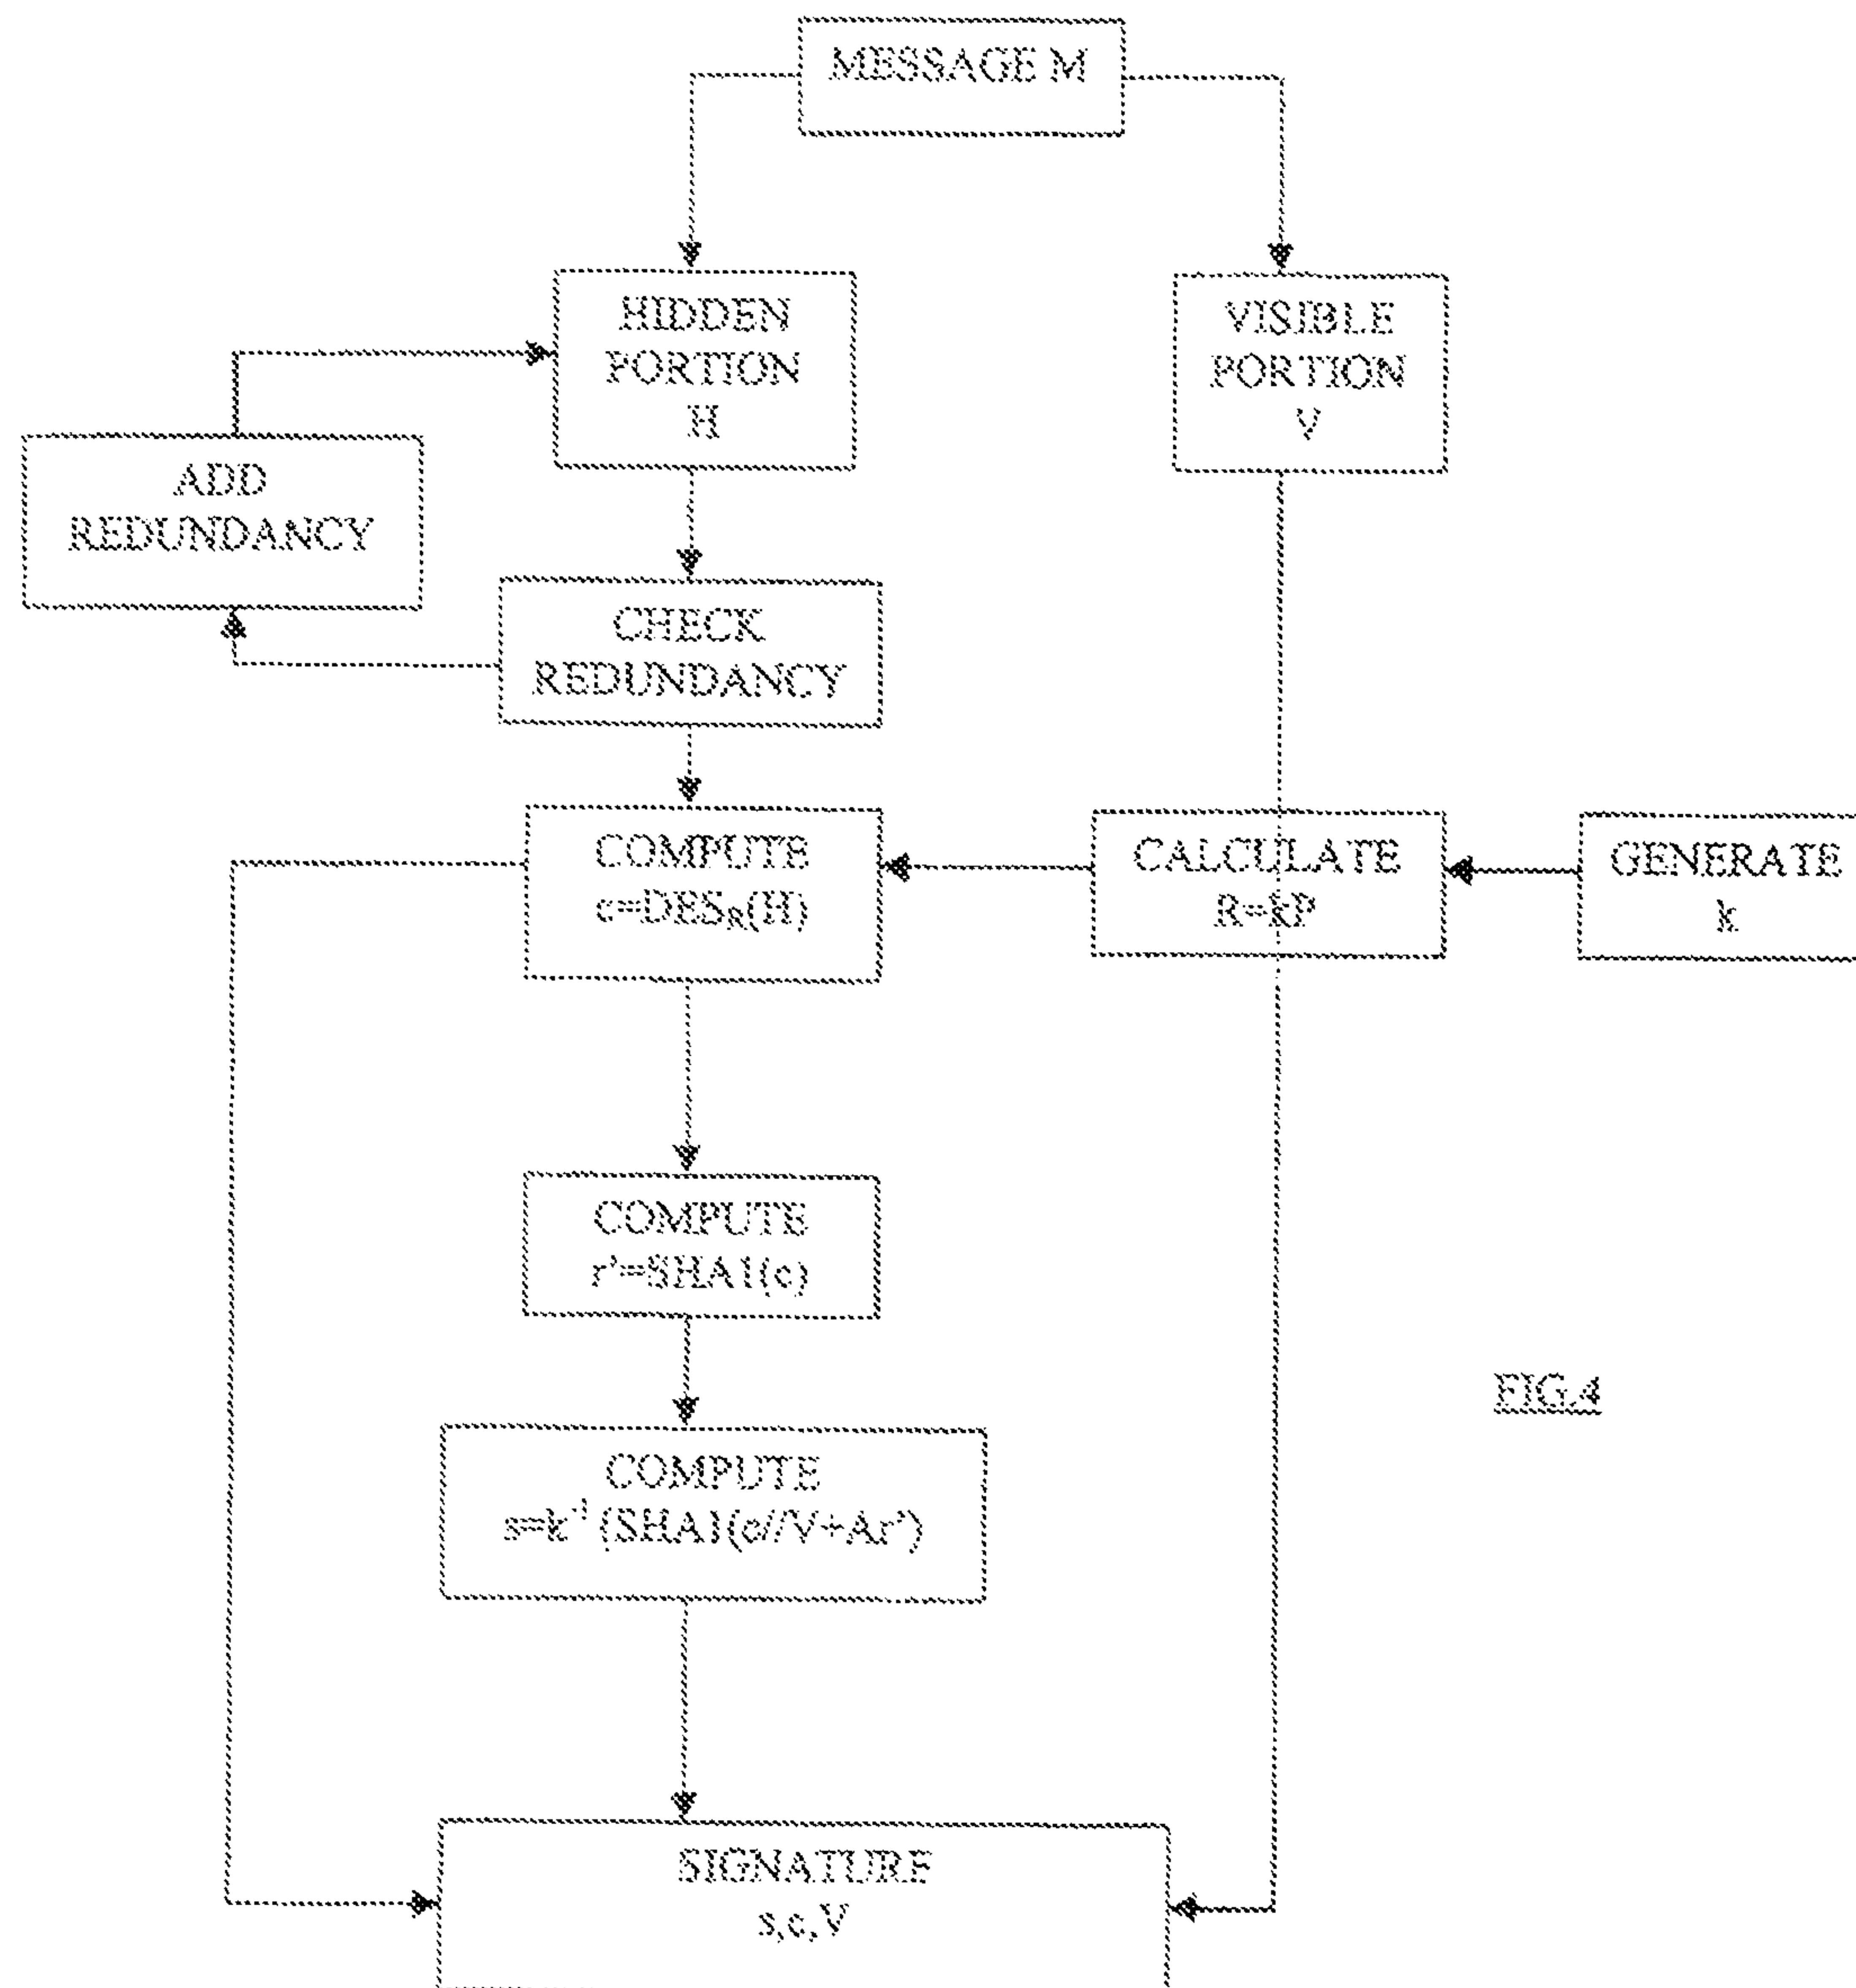 MESSAGE M
HIDDEN
PORTION
H
VISIBLE
PORTION
V
ADD
REDUNDANCY
CHECK
REDUNDANCY
COMPUTE
c=DES_R(H)
CALCULATE
R=kP
GENERATE
k
COMPUTE
r'=SHA1(c)
FIG.4
COMPUTE
s=k⁻¹(SHA1(c//V+Ar')
SIGNATURE
s,c,V